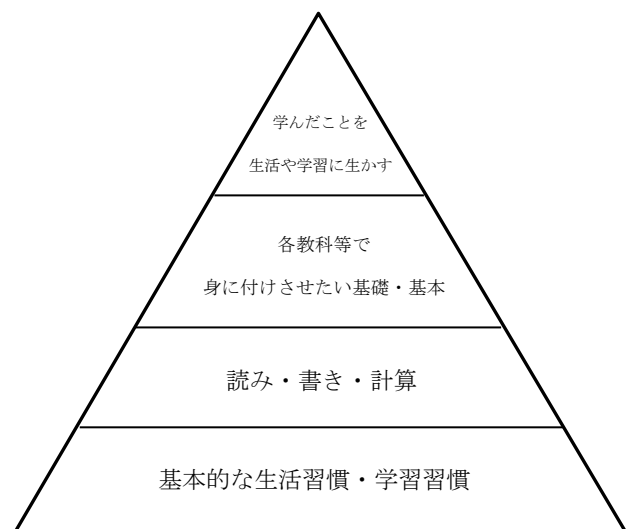 学んだことを
生活や学習に生かす
各教科等で
身に付けさせたい基礎・基本
読み・書き・計算
基本的な生活習慣・学習習慣